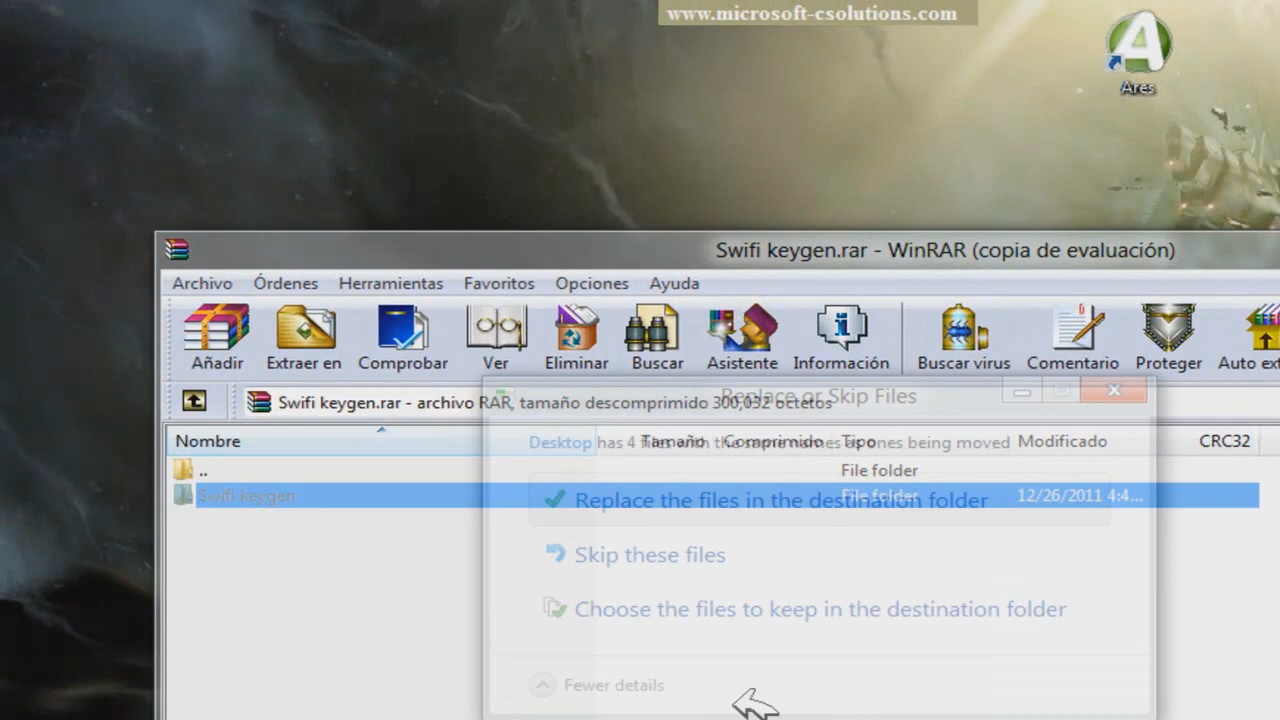 www.microsoft-csolutions.com
Ares
Swifi keygen.rar - WinRAR (copia de evaluación)
Archivo Órdenes Herramientas Favoritos Opciones Ayuda
Añadir Extraer en Comprobar Ver Eliminar Buscar Asistente Información Buscar virus Comentario Proteger Auto ext
Replace or Skip Files
Swifi keygen.rar - archivo RAR, tamaño descomprimido 300,032 octetos
Nombre Tamaño Comprimido Tipo Modificado CRC32
Desktop has 4 files with the same names as ones being moved
.. File folder
Swifi keygen File folder 12/26/2011 4:4...
Replace the files in the destination folder
Skip these files
Choose the files to keep in the destination folder
Fewer details